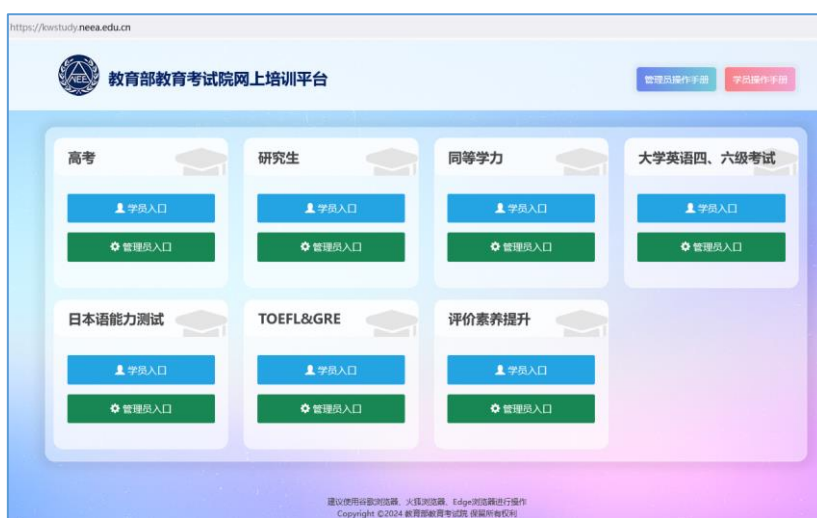 https://kwstudy.neea.edu.cn
NEEA
教育部教育考试院网上培训平台
管理员操作手册
学员操作手册
高考
研究生
同等学力
大学英语四、六级考试
学员入口
学员入口
学员入口
学员入口
管理员入口
管理员入口
管理员入口
管理员入口
日本语能力测试
TOEFL&GRE
评价素养提升
学员入口
学员入口
学员入口
管理员入口
管理员入口
管理员入口
建议使用谷歌浏览器、火狐浏览器、Edge浏览器进行操作
Copyright ©2024 教育部教育考试院 保留所有权利